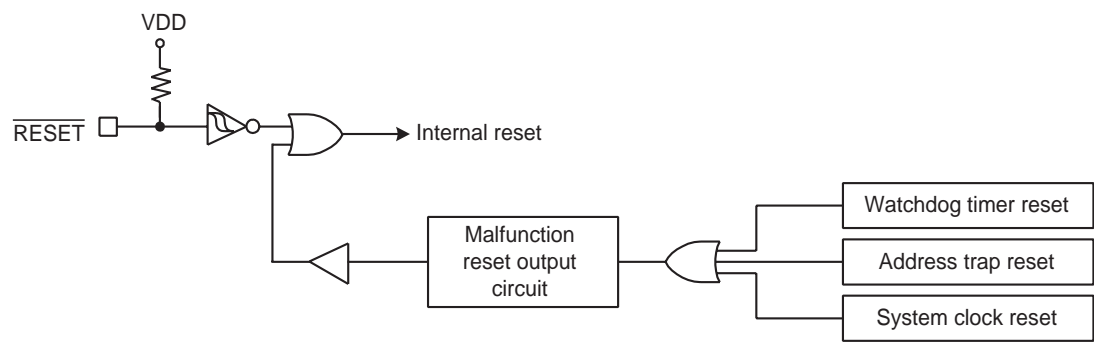 VDD
RESET
Internal reset
Watchdog timer reset
Malfunction
reset output
circuit
Address trap reset
System clock reset